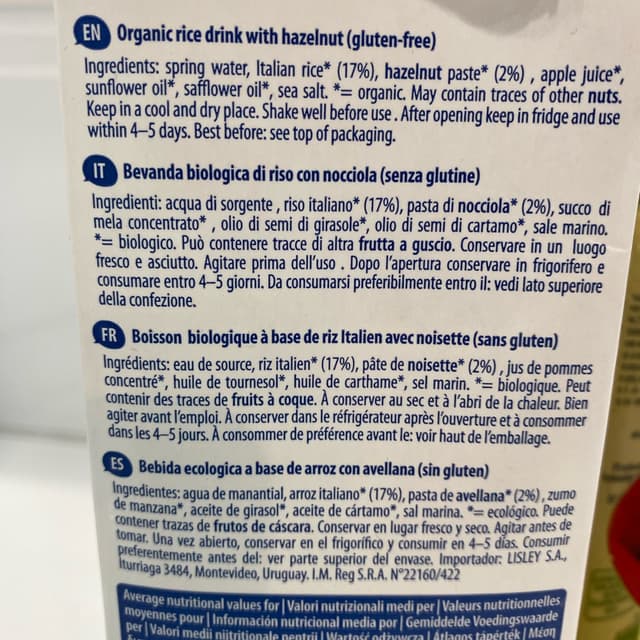 EN Organic rice drink with hazelnut (gluten-free)
Ingredients: spring water, Italian rice* (17%), hazelnut paste* (2%) , apple juice*,
sunflower oil*, safflower oil*, sea salt. *= organic. May contain traces of other nuts.
Keep in a cool and dry place. Shake well before use . After opening keep in fridge and use
within 4–5 days. Best before: see top of packaging.
IT Bevanda biologica di riso con nocciola (senza glutine)
Ingredienti: acqua di sorgente , riso italiano* (17%), pasta di nocciola* (2%), succo di
mela concentrato* , olio di semi di girasole*, olio di semi di cartamo*, sale marino.
*= biologico. Può contenere tracce di altra frutta a guscio. Conservare in un luogo
fresco e asciutto. Agitare prima dell'uso . Dopo l'apertura conservare in frigorifero e
consumare entro 4–5 giorni. Da consumarsi preferibilmente entro il: vedi lato superiore
della confezione.
FR Boisson biologique à base de riz Italien avec noisette (sans gluten)
Ingrédients: eau de source, riz italien* (17%), pâte de noisette* (2%) , jus de pommes
concentré*, huile de tournesol*, huile de carthame*, sel marin. *= biologique. Peut
contenir des traces de fruits à coque. À conserver au sec et à l'abri de la chaleur. Bien
agiter avant l'emploi. À conserver dans le réfrigérateur après l'ouverture et à consommer
dans les 4–5 jours. À consommer de préférence avant le: voir haut de l'emballage.
ES Bebida ecologica a base de arroz con avellana (sin gluten)
Ingredientes: agua de manantial, arroz italiano* (17%), pasta de avellana* (2%) , zumo
de manzana*, aceite de girasol*, aceite de cártamo*, sal marina. *= ecológico. Puede
contener trazas de frutos de cáscara. Conservar en lugar fresco y seco. Agitar antes de
tomar. Una vez abierto, conservar en el frigorífico y consumir en 4–5 días. Consumir
preferentemente antes del: ver parte superior del envase. Importador: LISLEY S.A.,
Iturriaga 3484, Montevideo, Uruguay. I.M. Reg S.R.A. N°22160/422
Average nutritional values for | Valori nutrizionali medi per | Valeurs nutritionnelles
moyennes pour | Información nutricional media por | Gemiddelde Voedingswaarde
per | Valori medii nutritionale pentru | Wartość odżywcza | Átlagos tápérték |